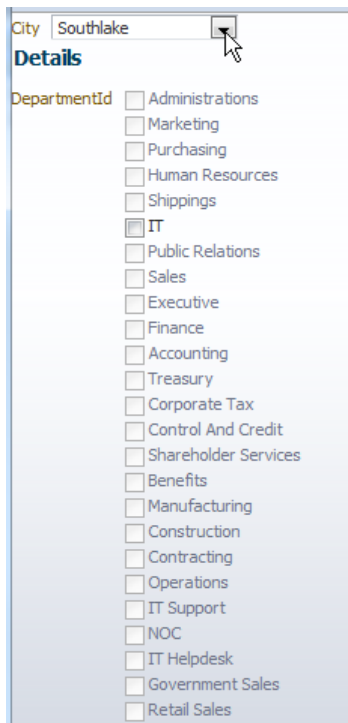 City Southlake
Details
DepartmentId Administrations
Marketing
Purchasing
Human Resources
Shippings
IT
Public Relations
Sales
Executive
Finance
Accounting
Treasury
Corporate Tax
Control And Credit
Shareholder Services
Benefits
Manufacturing
Construction
Contracting
Operations
IT Support
NOC
IT Helpdesk
Government Sales
Retail Sales